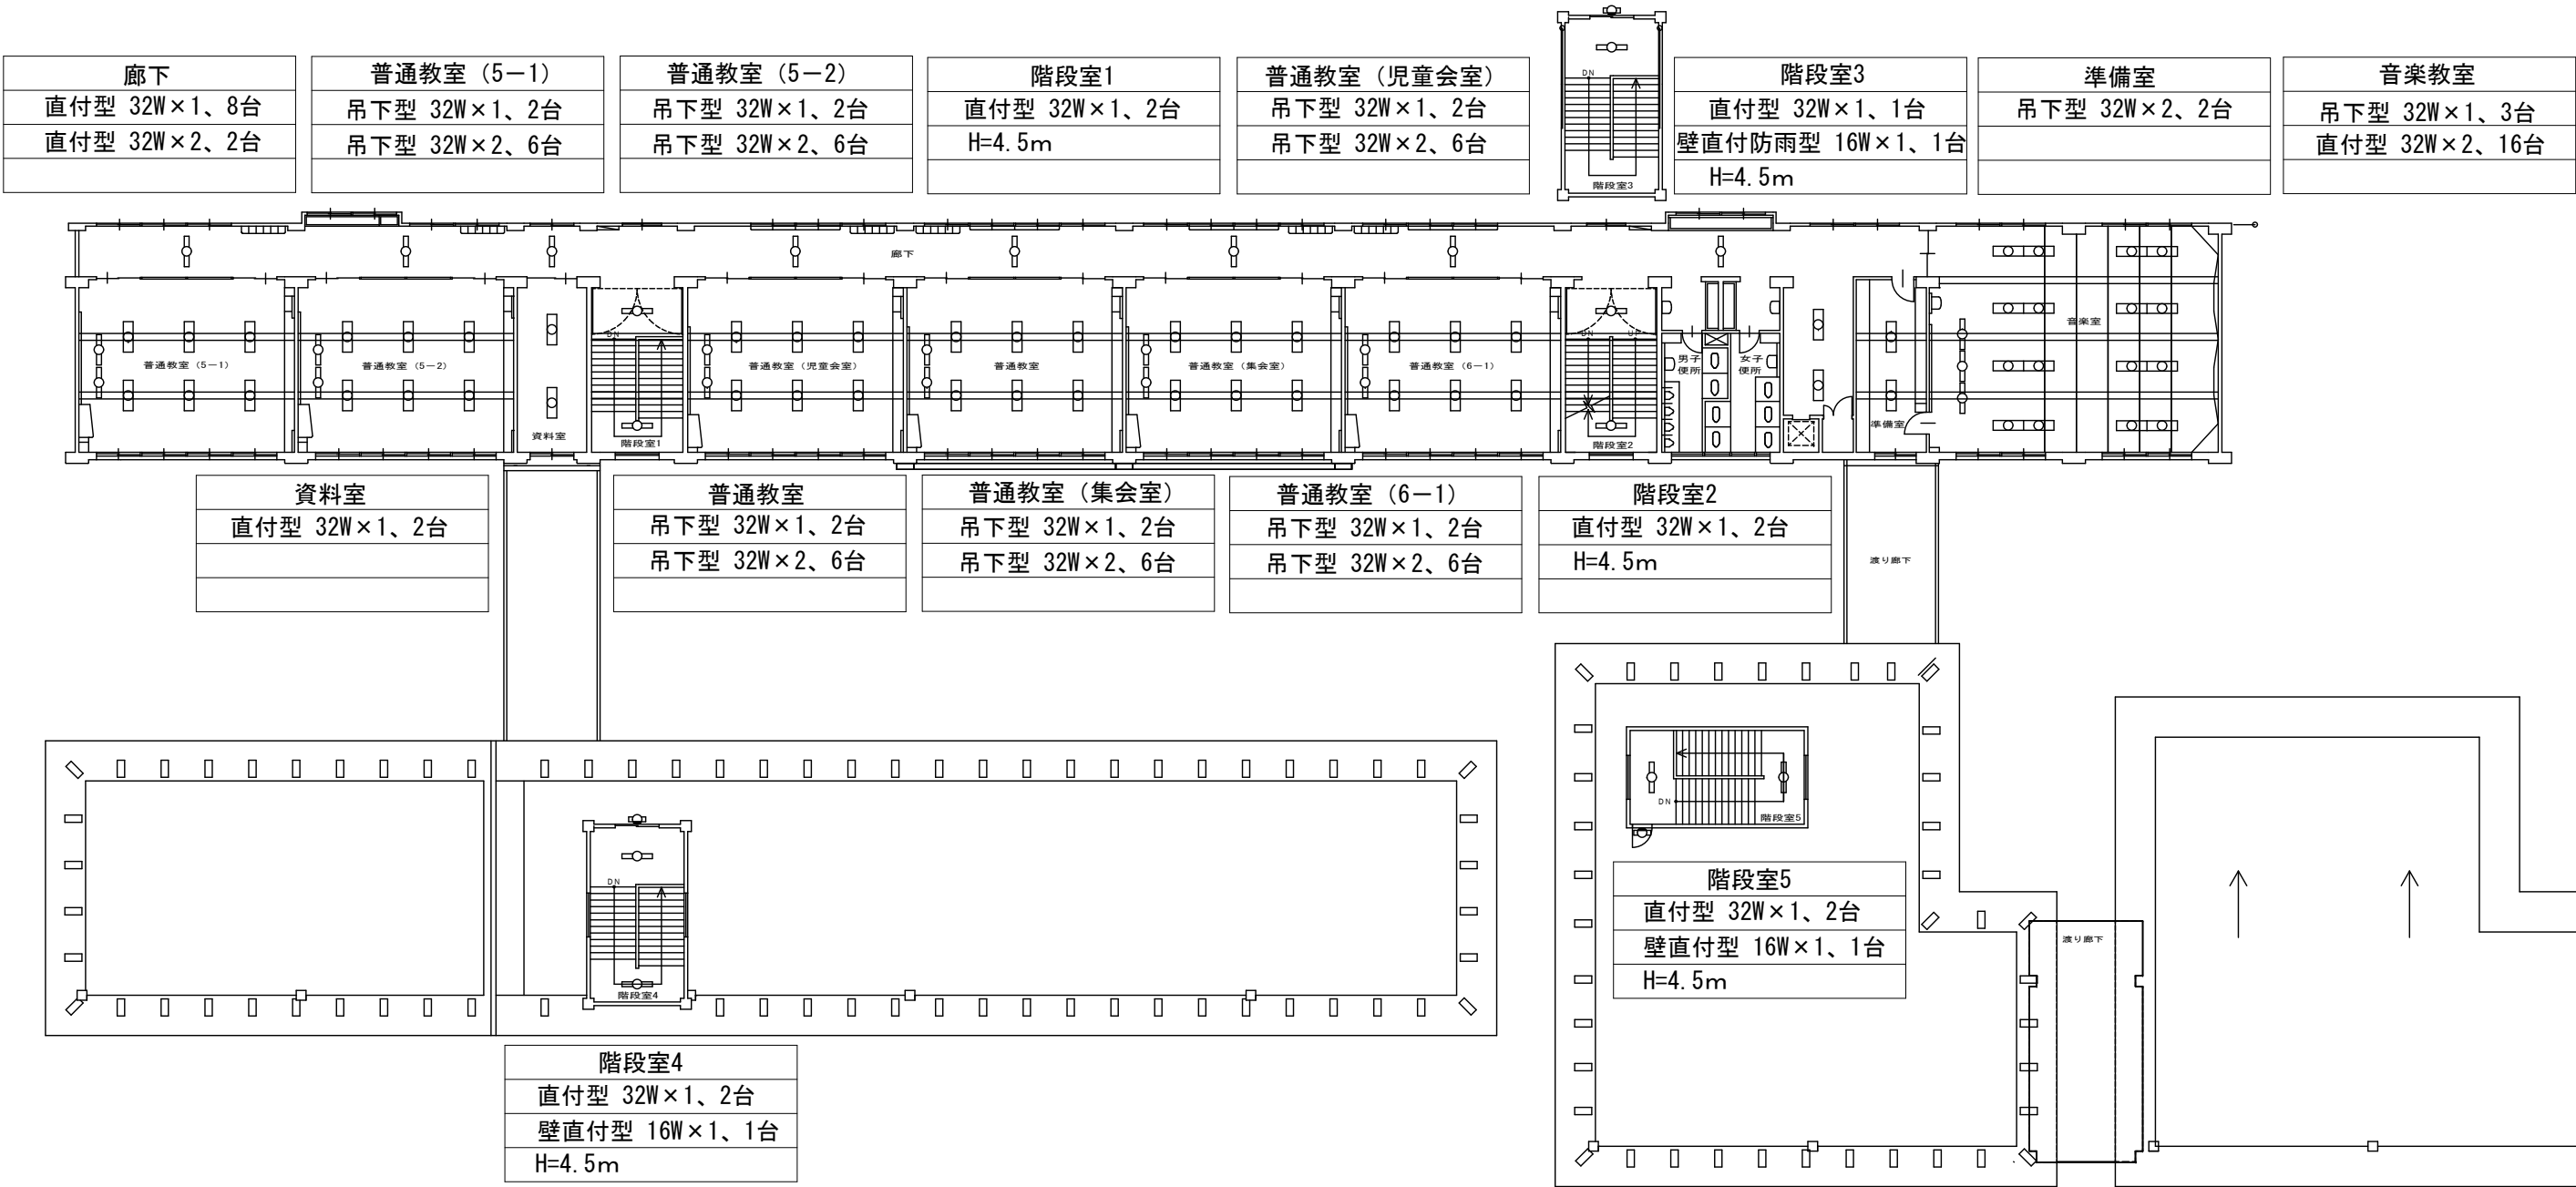 廊下
直付型 32W×1、8台
直付型 32W×2、2台
普通教室（5－1）
吊下型 32W×1、2台
吊下型 32W×2、6台
普通教室（5－2）
吊下型 32W×1、2台
吊下型 32W×2、6台
階段室1
直付型 32W×1、2台
H=4.5m
普通教室（児童会室）
吊下型 32W×1、2台
吊下型 32W×2、6台
DN
階段室3
階段室3
直付型 32W×1、1台
壁直付防雨型 16W×1、1台
H=4.5m
準備室
吊下型 32W×2、2台
音楽教室
吊下型 32W×1、3台
直付型 32W×2、16台
廊下
普通教室（5－1）
普通教室（5－2）
資料室
DN
階段室1
普通教室（児童会室）
普通教室
普通教室（集会室）
普通教室（6－1）
DN
UP
階段室2
男子
便所
女子
便所
準備室
音楽室
資料室
直付型 32W×1、2台
普通教室
吊下型 32W×1、2台
吊下型 32W×2、6台
普通教室（集会室）
吊下型 32W×1、2台
吊下型 32W×2、6台
普通教室（6－1）
吊下型 32W×1、2台
吊下型 32W×2、6台
階段室2
直付型 32W×1、2台
H=4.5m
渡り廊下
DN
階段室5
階段室5
直付型 32W×1、2台
壁直付型 16W×1、1台
H=4.5m
渡り廊下
DN
階段室4
階段室4
直付型 32W×1、2台
壁直付型 16W×1、1台
H=4.5m